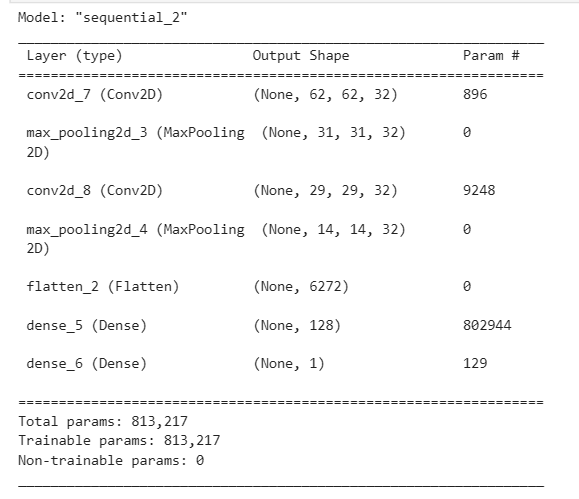 Model: "sequential_2"
Layer (type) Output Shape Param #
conv2d_7 (Conv2D) (None, 62, 62, 32) 896
max_pooling2d_3 (MaxPooling (None, 31, 31, 32) 0
2D)
conv2d_8 (Conv2D) (None, 29, 29, 32) 9248
max_pooling2d_4 (MaxPooling (None, 14, 14, 32) 0
2D)
flatten_2 (Flatten) (None, 6272) 0
dense_5 (Dense) (None, 128) 802944
dense_6 (Dense) (None, 1) 129
Total params: 813,217
Trainable params: 813,217
Non-trainable params: 0